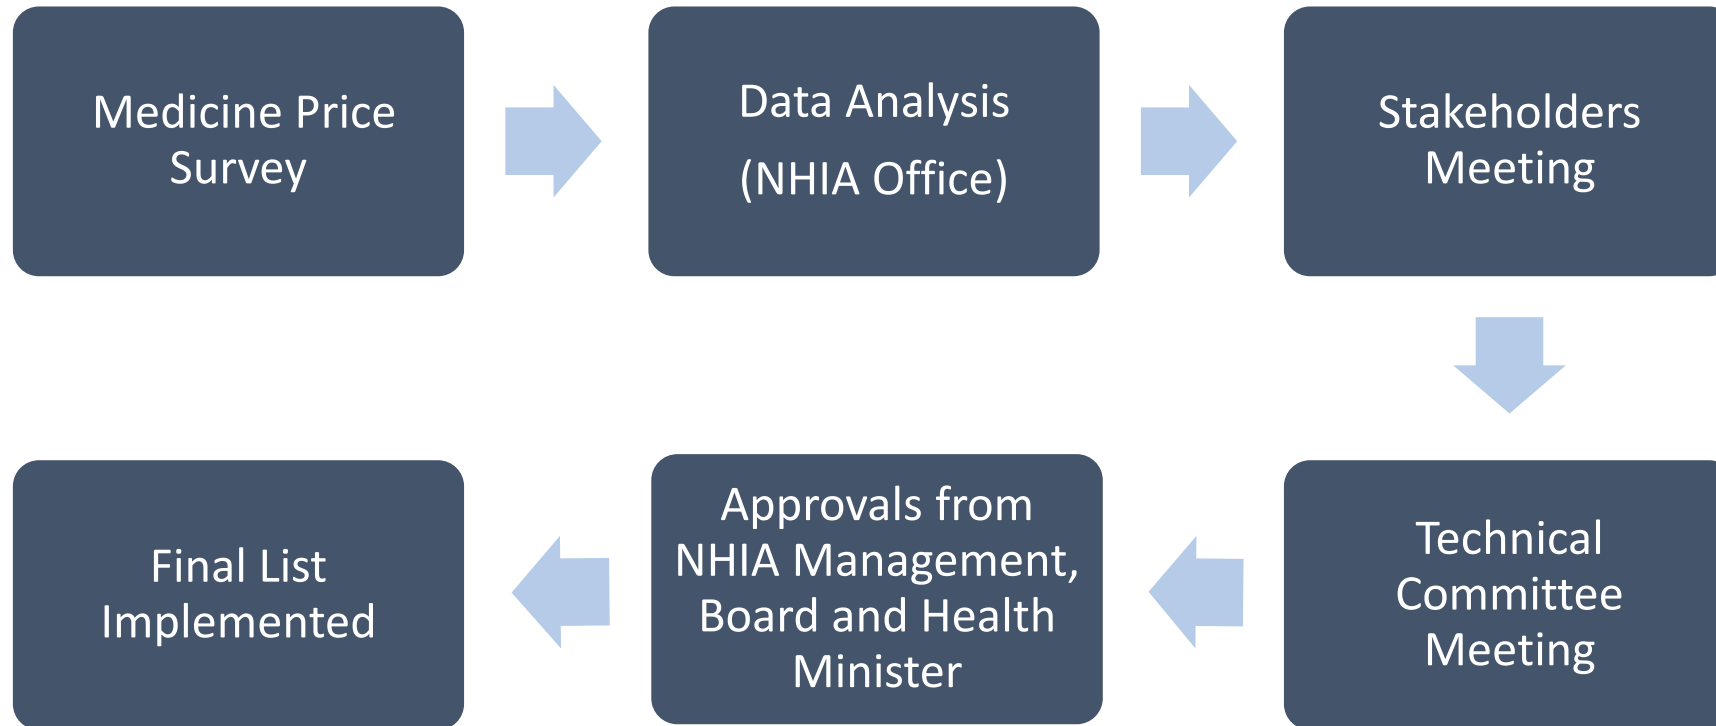 Medicine Price
Survey
Data Analysis
(NHIA Office)
Stakeholders
Meeting
Technical
Committee
Meeting
Approvals from
NHIA Management,
Board and Health
Minister
Final List
Implemented